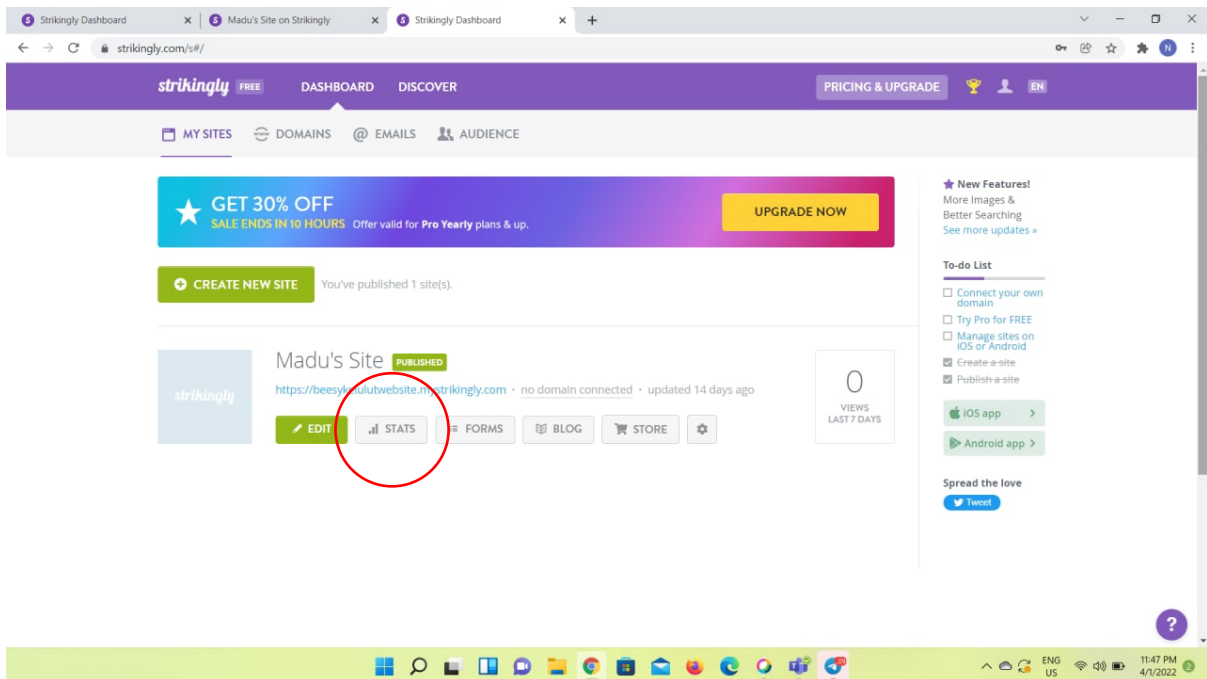 Strikingly Dashboard
Madu's Site on Strikingly
Strikingly Dashboard
strikingly.com/s#/
N
strikingly FREE DASHBOARD DISCOVER PRICING & UPGRADE EN
MY SITES DOMAINS @ EMAILS AUDIENCE
GET 30% OFF
SALE ENDS IN 10 HOURS Offer valid for Pro Yearly plans & up.
UPGRADE NOW
CREATE NEW SITE You've published 1 site(s).
strikingly
Madu's Site PUBLISHED
mystrikingly.com · no domain connected · updated 14 days ago
EDIT STATS FORMS BLOG STORE
0
VIEWS
LAST 7 DAYS
New Features!
More Images &
Better Searching
See more updates »
To-do List
Connect your own
domain
Try Pro for FREE
Manage sites on
iOS or Android
Create a site
Publish a site
iOS app >
Android app >
Spread the love
Tweet
?
ENG
US
11:47 PM
4/1/2022
2